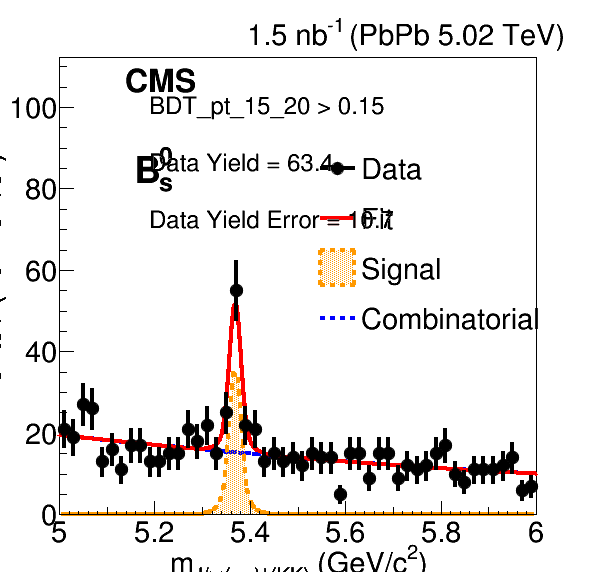 1.5 nb-1 (PbPb 5.02 TeV)
CMS
BDT_pt_15_20 > 0.15
B0s
Data Yield = 63.4
Data
Data Yield Error = 10.7
Fit
Signal
Combinatorial
100
80
60
40
20
0
5 5.2 5.4 5.6 5.8 6
(GeV/c2)